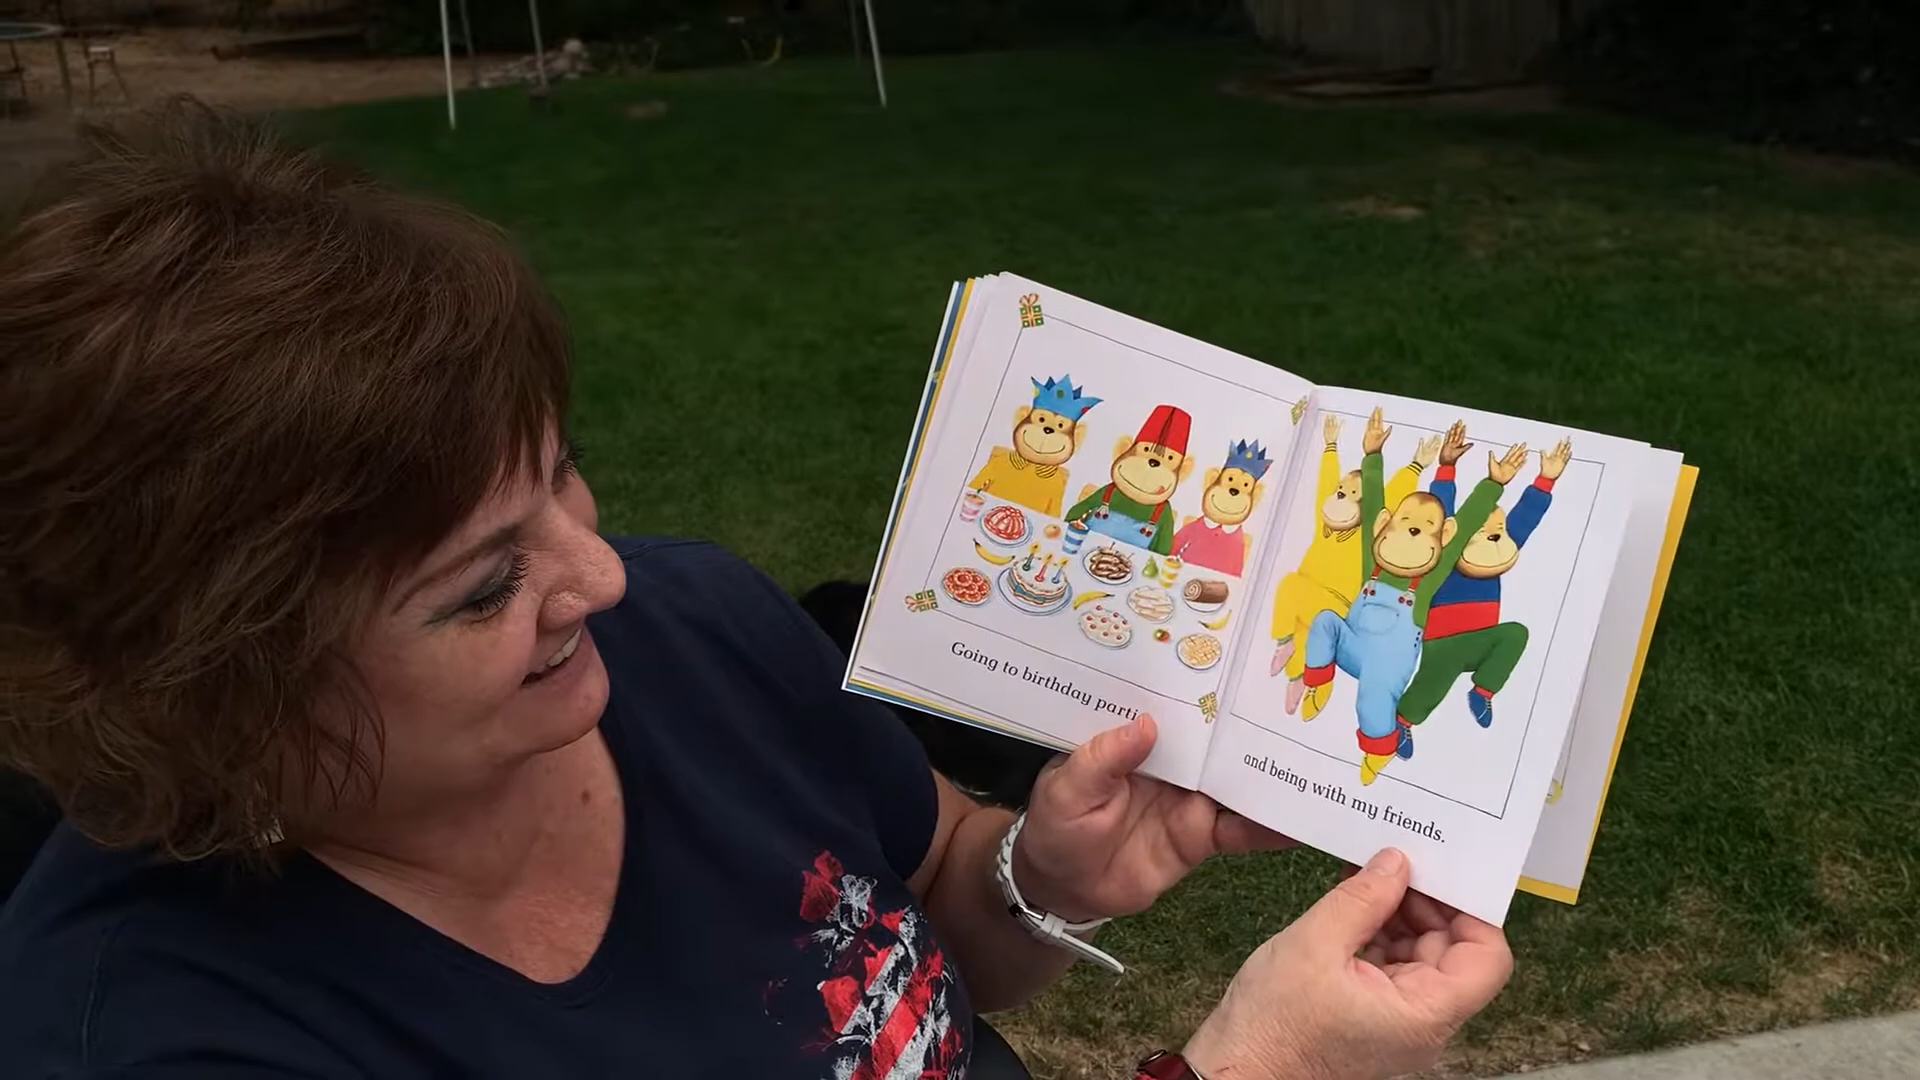 Going to birthday parti
and being with my friends.